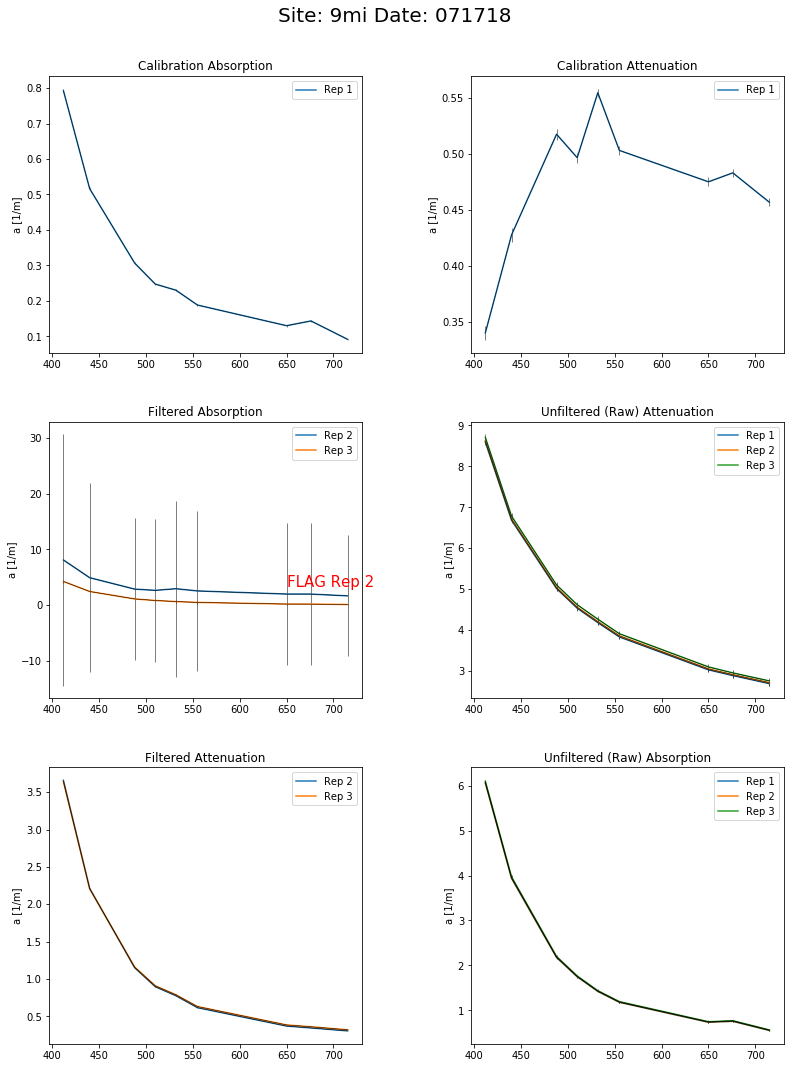 Site: 9mi Date: 071718
Calibration Absorption
Rep 1
0.8
0.7
0.6
0.5
0.4
0.3
0.2
0.1
a [1/m]
400 450 500 550 600 650 700
Calibration Attenuation
Rep 1
0.55
0.50
0.45
0.40
0.35
a [1/m]
400 450 500 550 600 650 700
Filtered Absorption
Rep 2
Rep 3
30
20
10
0
−10
a [1/m]
FLAG Rep 2
400 450 500 550 600 650 700
Unfiltered (Raw) Attenuation
Rep 1
Rep 2
Rep 3
9
8
7
6
5
4
3
a [1/m]
400 450 500 550 600 650 700
Filtered Attenuation
Rep 2
Rep 3
3.5
3.0
2.5
2.0
1.5
1.0
0.5
a [1/m]
400 450 500 550 600 650 700
Unfiltered (Raw) Absorption
Rep 1
Rep 2
Rep 3
6
5
4
3
2
1
a [1/m]
400 450 500 550 600 650 700